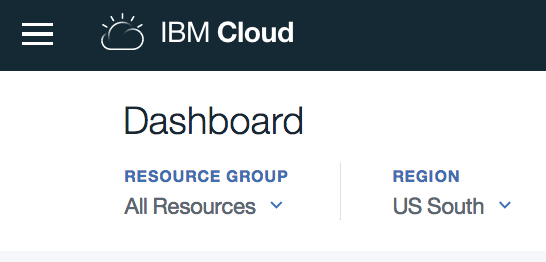 IBM Cloud
Dashboard
RESOURCE GROUP
All Resources
REGION
US South